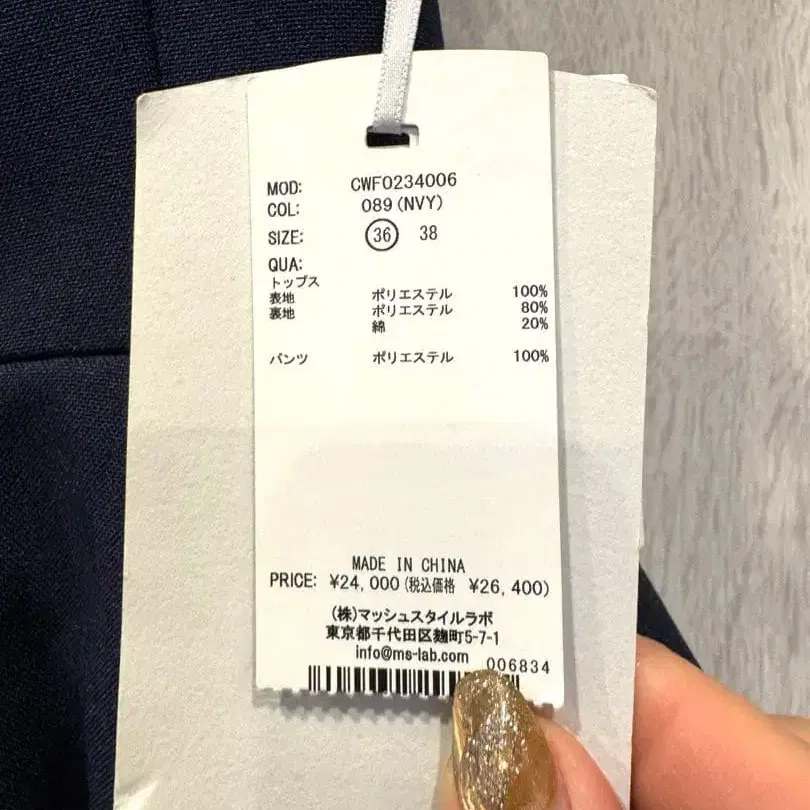 MOD: CWF0234006
COL: 089(NVY)
SIZE: 36 38
QUA:
トップス
表地 ポリエステル 100%
裏地 ポリエステル 80%
綿 20%
パンツ ポリエステル 100%
MADE IN CHINA
PRICE: ¥24,000(税込価格 ¥26,400)
(株)マッシュスタイルラボ
東京都千代田区麹町5-7-1
info@ms-lab.com
006834